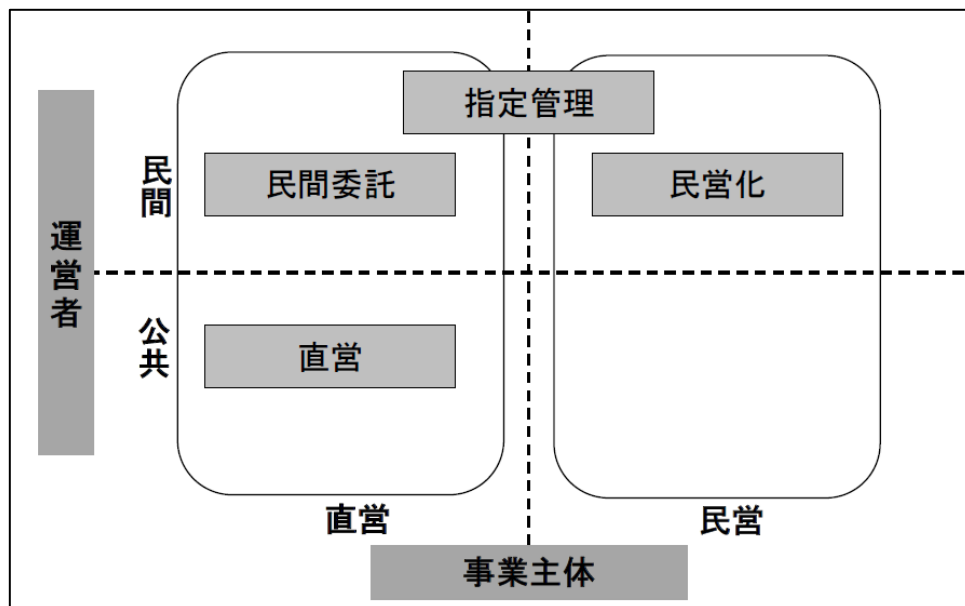 指定管理
民間
民間委託
民営化
運営者
公共
直営
直営
民営
事業主体